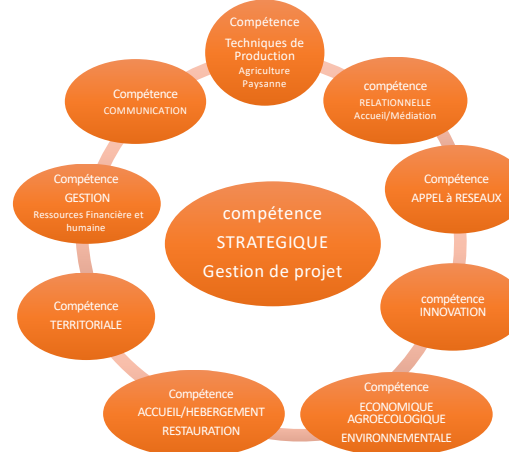 Compétence
Techniques de
Production
Agriculture
Paysanne
compétence
RELATIONNELLE
Accueil/Médiation
Compétence
APPEL à RESEAUX
compétence
INNOVATION
Compétence
ECONOMIQUE
AGROECOLOGIQUE
ENVIRONNEMENTALE
Compétence
ACCUEIL/HEBERGEMENT
RESTAURATION
Compétence
TERRITORIALE
Compétence
GESTION
Ressources Financière et
humaine
Compétence
COMMUNICATION
compétence
STRATEGIQUE
Gestion de projet